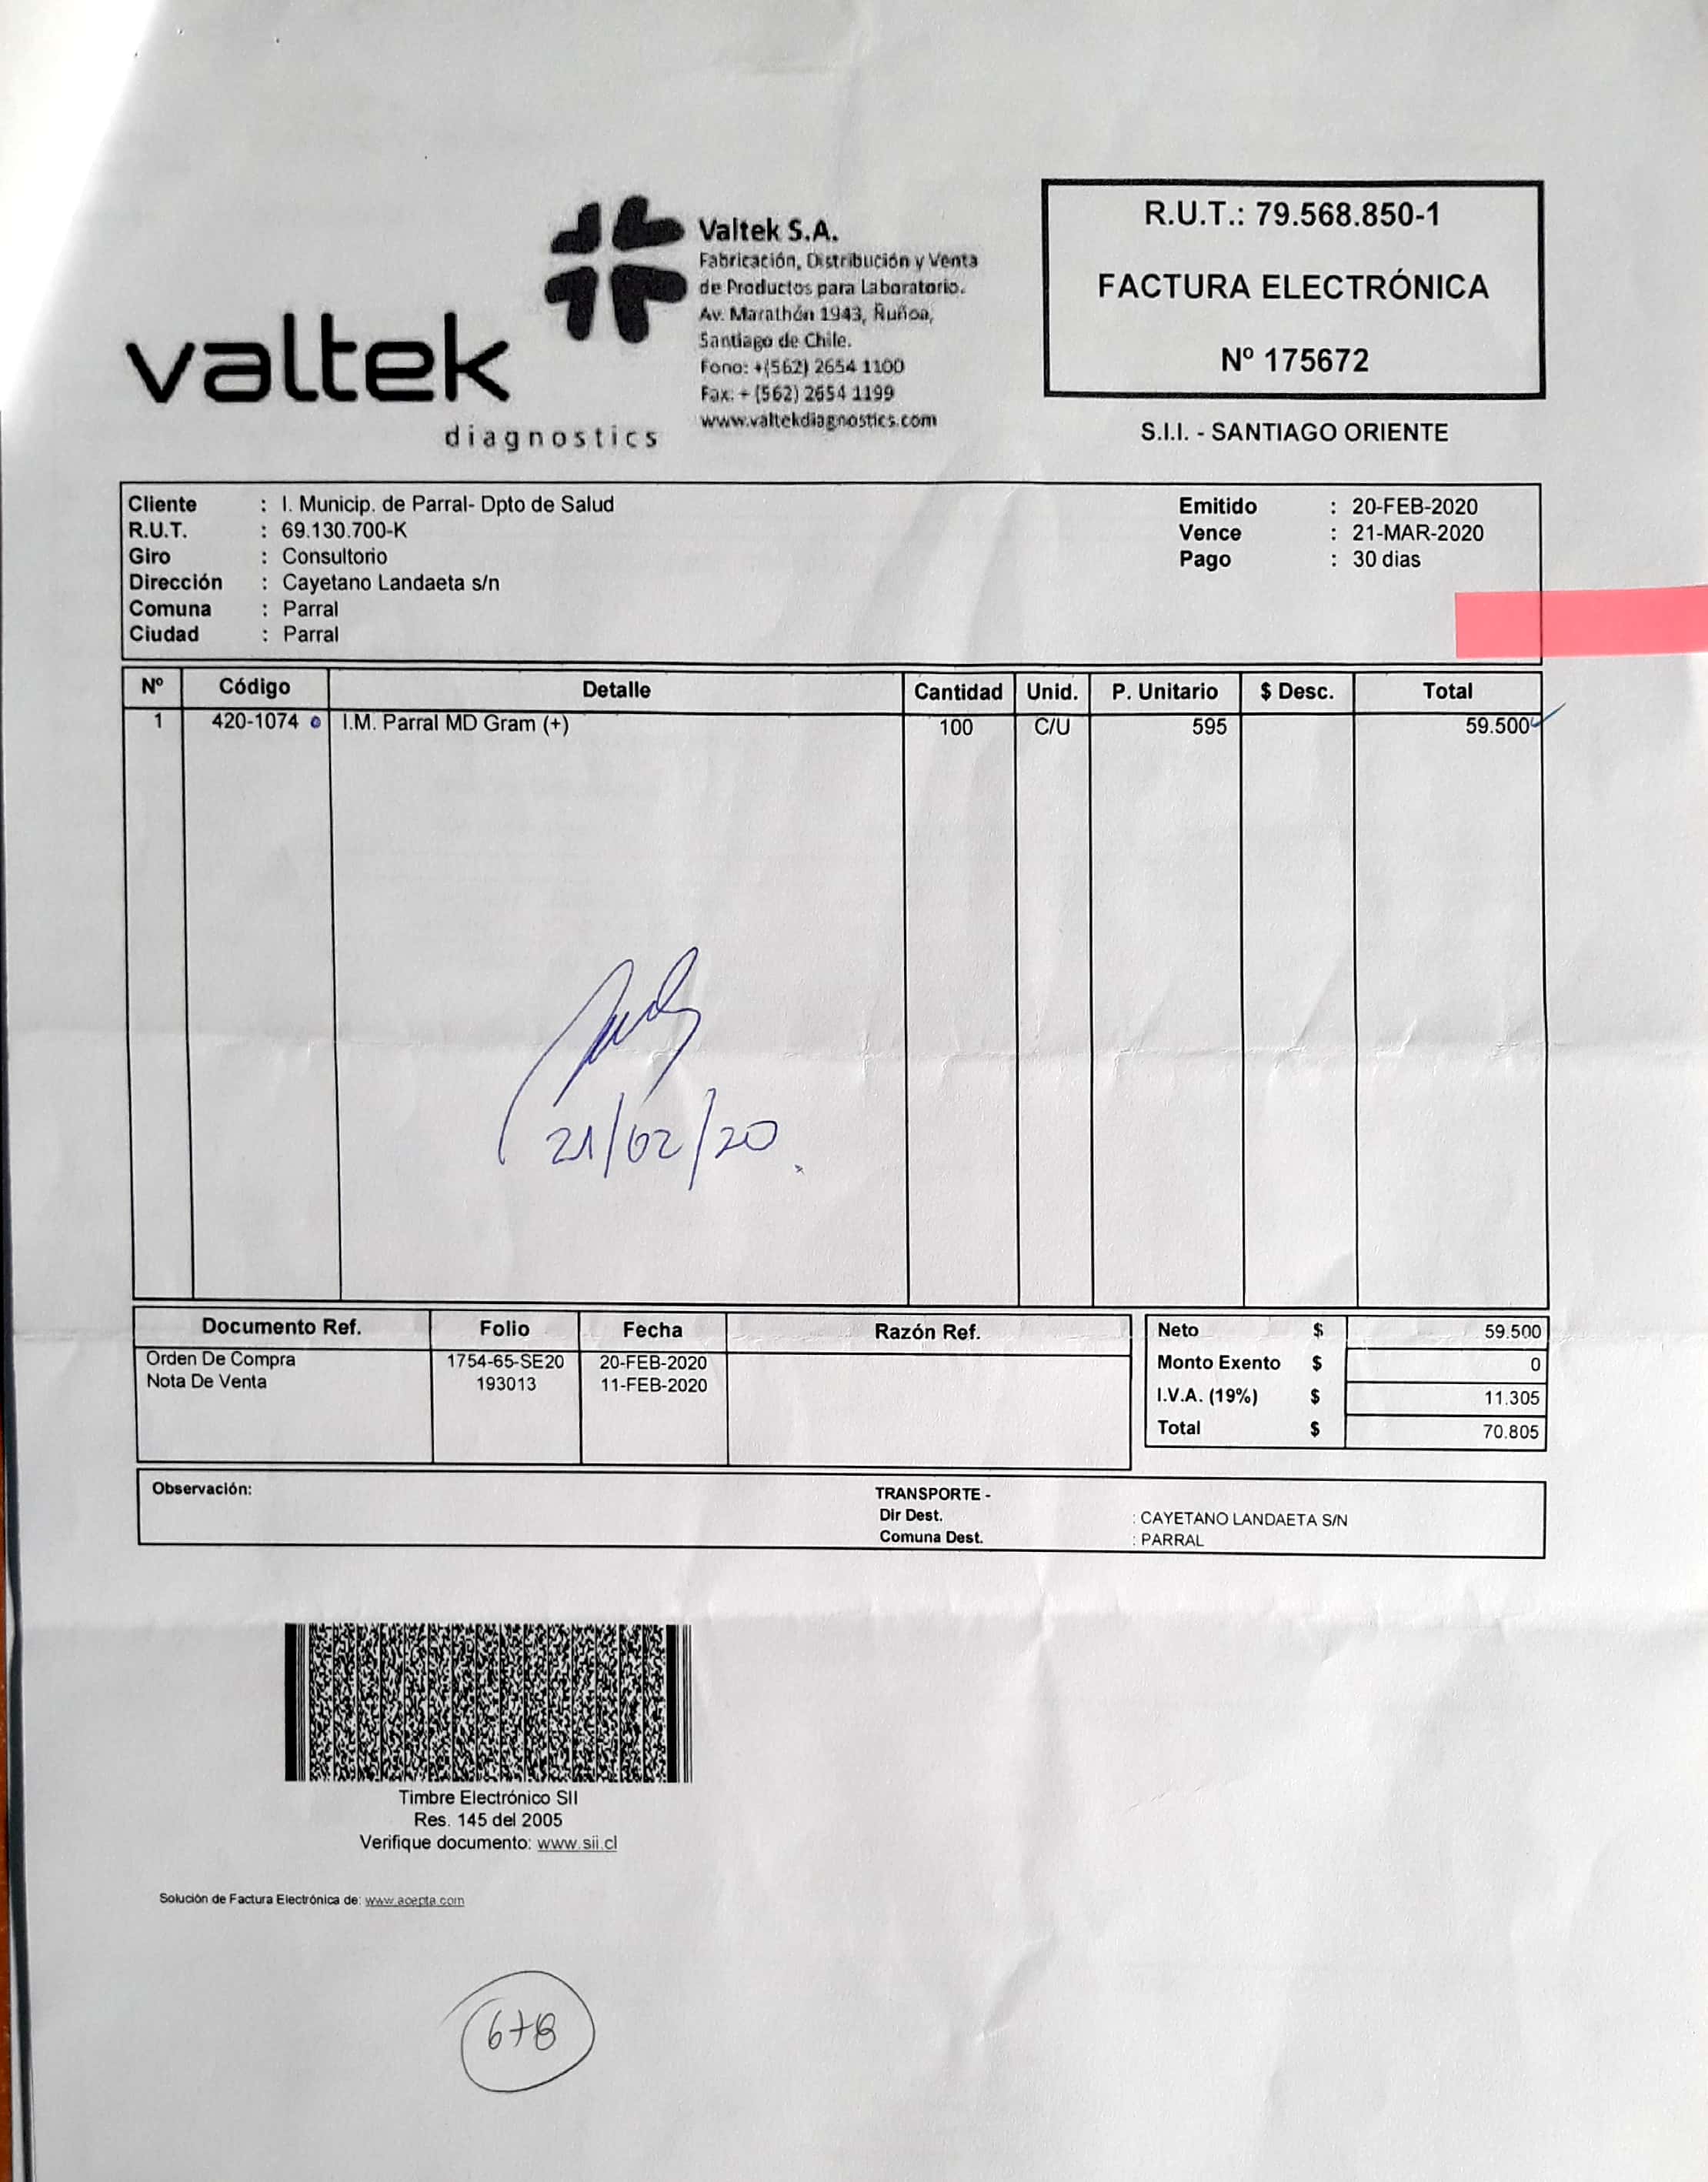 valtek
diagnostics
Valtek S.A.
Fabricación, Distribución y Venta
de Productos para Laboratorio.
Av. Marathón 1943, Ñuñoa,
Santiago de Chile.
Fono: +(562) 2654 1100
Fax: + (562) 2654 1199
www.valtekdiagnostics.com
R.U.T.: 79.568.850-1
FACTURA ELECTRÓNICA
Nº 175672
S.I.I. - SANTIAGO ORIENTE
Cliente : I. Municip. de Parral- Dpto de Salud
R.U.T. : 69.130.700-K
Giro : Consultorio
Dirección : Cayetano Landaeta s/n
Comuna : Parral
Ciudad : Parral
Emitido : 20-FEB-2020
Vence : 21-MAR-2020
Pago : 30 dias
Nº Código Detalle Cantidad Unid. P. Unitario $ Desc. Total
1 420-1074 I.M. Parral MD Gram (+) 100 C/U 595 59.500
21/02/20
Documento Ref. Folio Fecha Razón Ref.
Orden De Compra 1754-65-SE20 20-FEB-2020
Nota De Venta 193013 11-FEB-2020
Neto $ 59.500
Monto Exento $ 0
I.V.A. (19%) $ 11.305
Total $ 70.805
Observación:
TRANSPORTE -
Dir Dest. : CAYETANO LANDAETA S/N
Comuna Dest. : PARRAL
Timbre Electrónico SII
Res. 145 del 2005
Verifique documento: www.sii.cl
Solución de Factura Electrónica de: www.acepta.com
678